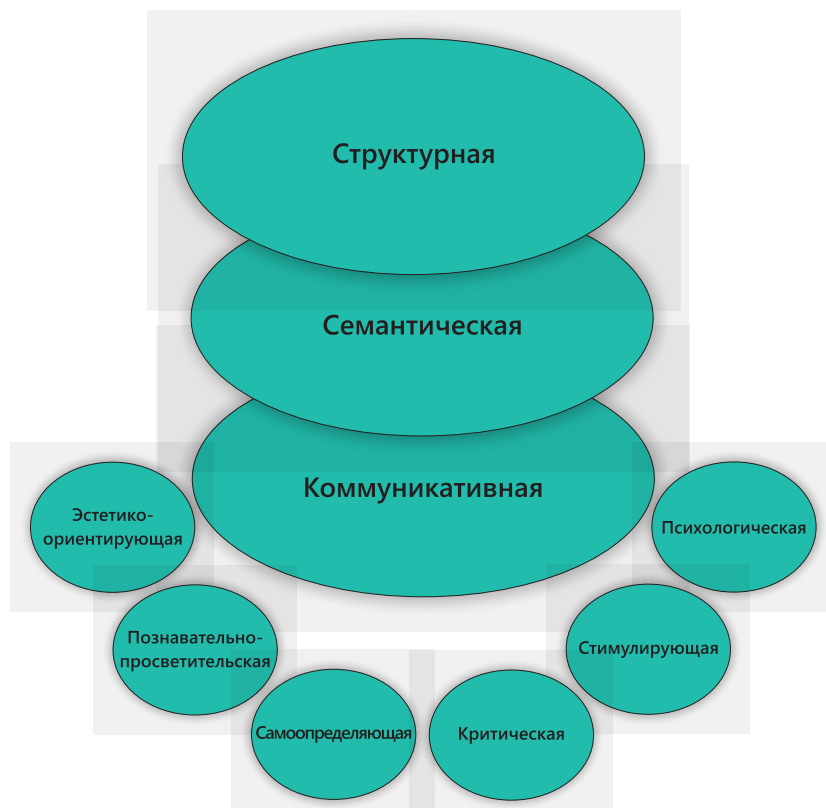 Структурная
Семантическая
Коммуникативная
Эстетико-
ориентирующая
Психологическая
Познавательно-
просветительская
Стимулирующая
Самоопределяющая
Критическая